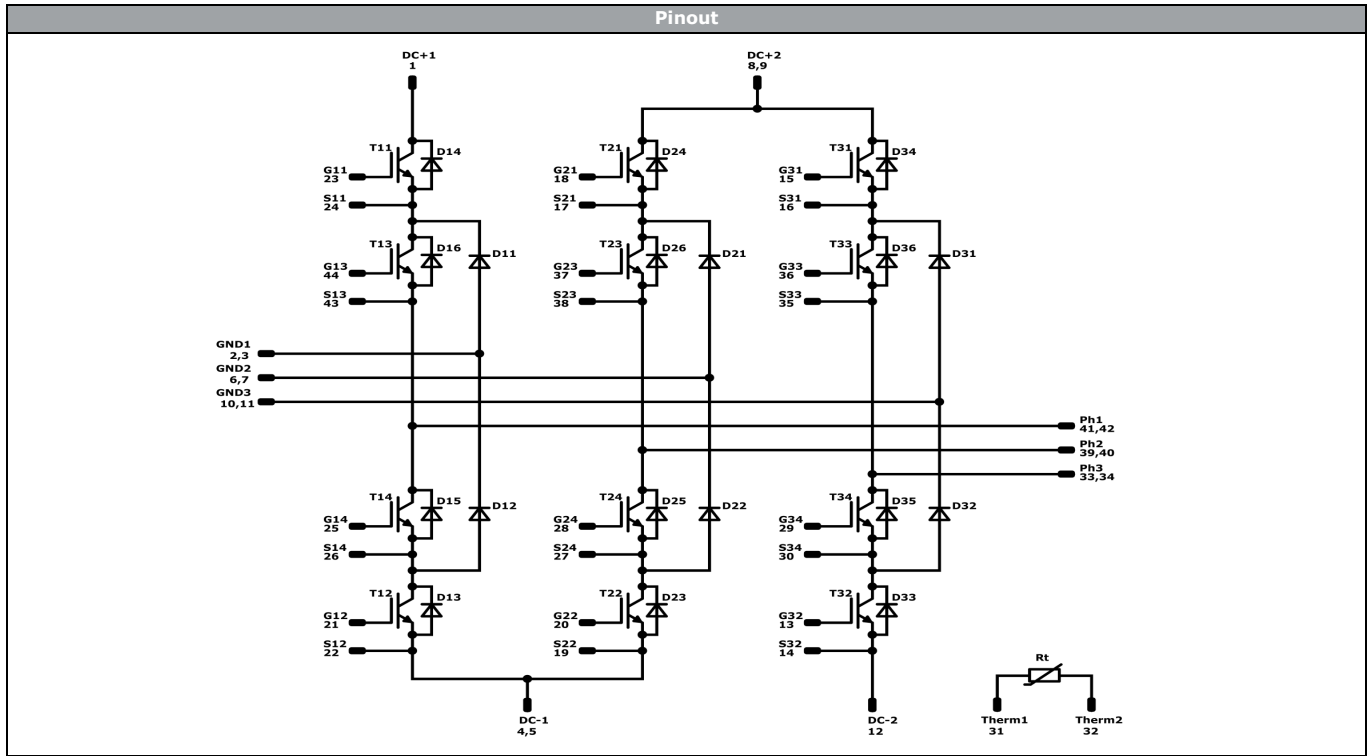 Pinout
DC+1
1
DC+2
8,9
T11
D14
G11
23
S11
24
T21
D24
G21
18
S21
17
T31
D34
G31
15
S31
16
T13
D16
D11
G13
44
S13
43
T23
D26
D21
G23
37
S23
38
T33
D36
D31
G33
36
S33
35
GND1
2,3
GND2
6,7
GND3
10,11
Ph1
41,42
Ph2
39,40
Ph3
33,34
T14
D15
D12
G14
25
S14
26
T24
D25
D22
G24
28
S24
27
T34
D35
D32
G34
29
S34
30
T12
D13
G12
21
S12
22
T22
D23
G22
20
S22
19
T32
D33
G32
13
S32
14
Rt
DC-1
4,5
DC-2
12
Therm1
31
Therm2
32